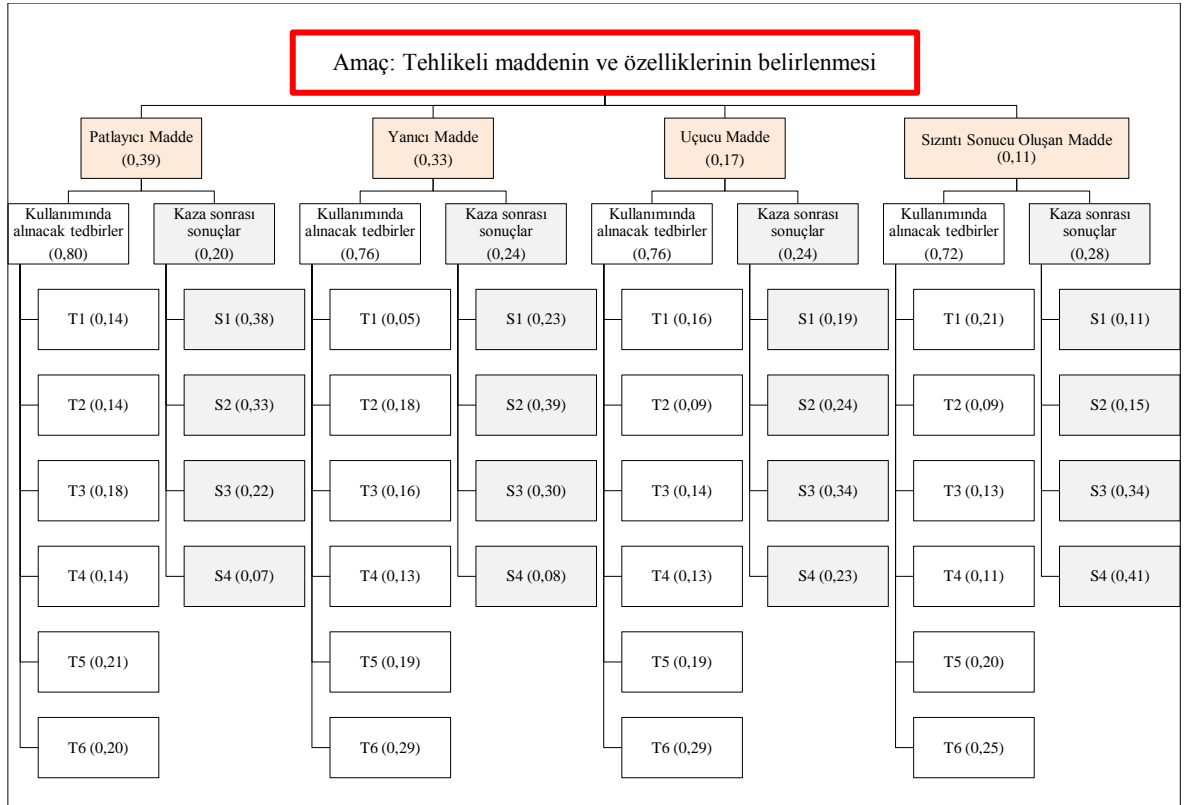 Amaç: Tehlikeli maddenin ve özelliklerinin belirlenmesi
Patlayıcı Madde
(0,39)
Yanıcı Madde
(0,33)
Uçucu Madde
(0,17)
Sızıntı Sonucu Oluşan Madde
(0,11)
Kullanımında
alınacak tedbirler
(0,80)
Kaza sonrası
sonuçlar
(0,20)
Kullanımında
alınacak tedbirler
(0,76)
Kaza sonrası
sonuçlar
(0,24)
Kullanımında
alınacak tedbirler
(0,76)
Kaza sonrası
sonuçlar
(0,24)
Kullanımında
alınacak tedbirler
(0,72)
Kaza sonrası
sonuçlar
(0,28)
T1 (0,14)
S1 (0,38)
T1 (0,05)
S1 (0,23)
T1 (0,16)
S1 (0,19)
T1 (0,21)
S1 (0,11)
T2 (0,14)
S2 (0,33)
T2 (0,18)
S2 (0,39)
T2 (0,09)
S2 (0,24)
T2 (0,09)
S2 (0,15)
T3 (0,18)
S3 (0,22)
T3 (0,16)
S3 (0,30)
T3 (0,14)
S3 (0,34)
T3 (0,13)
S3 (0,34)
T4 (0,14)
S4 (0,07)
T4 (0,13)
S4 (0,08)
T4 (0,13)
S4 (0,23)
T4 (0,11)
S4 (0,41)
T5 (0,21)
T5 (0,19)
T5 (0,19)
T5 (0,20)
T6 (0,20)
T6 (0,29)
T6 (0,29)
T6 (0,25)